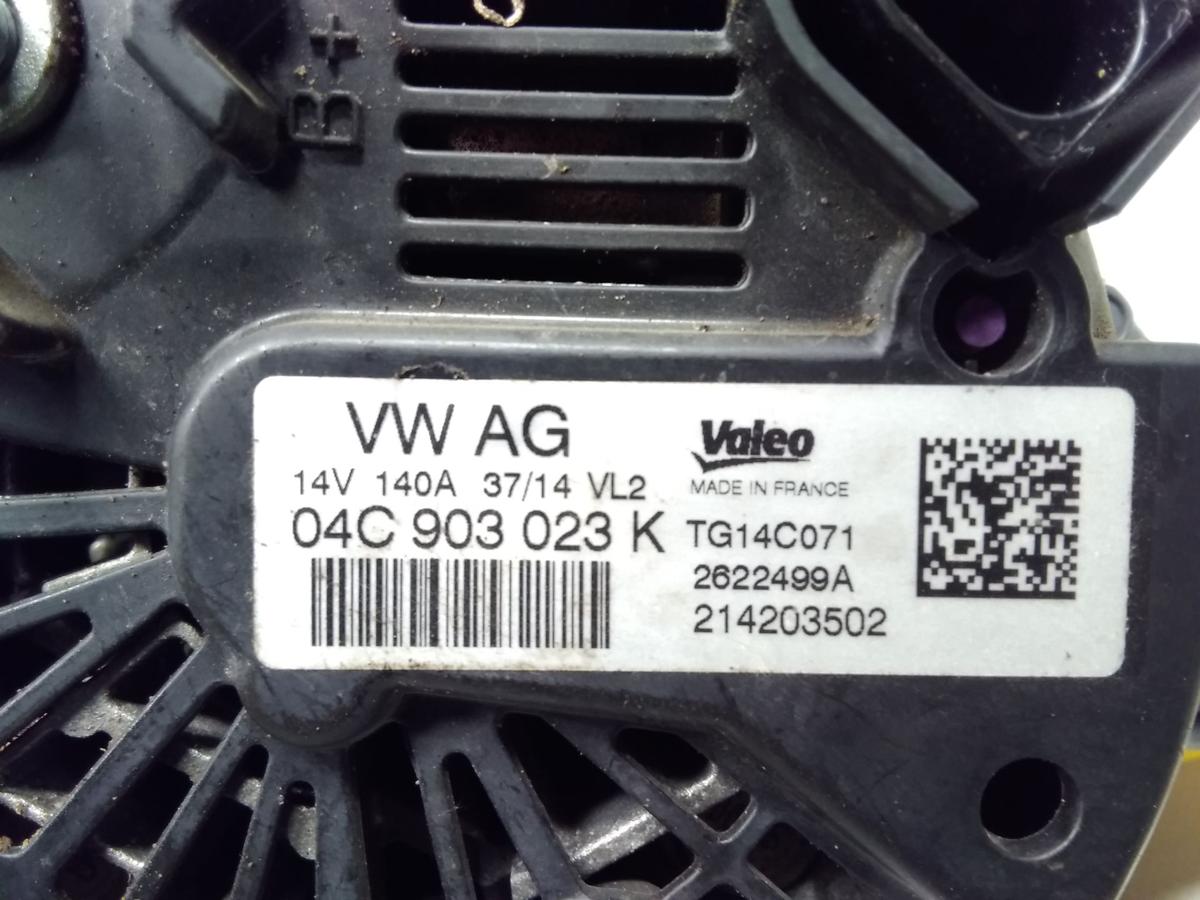 B+
VW AG
14V 140A 37/14 VL2
04C 903 023 K
Valeo
MADE IN FRANCE
TG14C071
2622499A
214203502